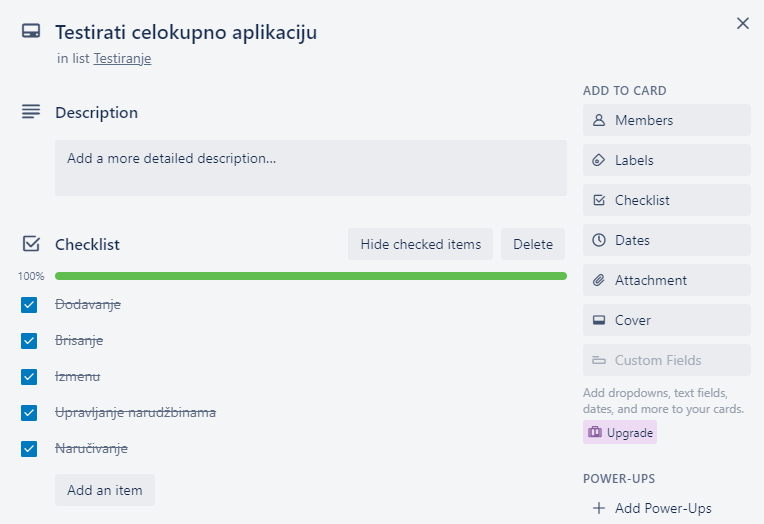 Testirati celokupno aplikaciju
in list Testiranje
Description
Add a more detailed description...
Checklist
Hide checked items
Delete
100%
Dodavanje
Brisanje
Izmenu
Upravljanje narudžbinama
Naručivanje
Add an item
ADD TO CARD
Members
Labels
Checklist
Dates
Attachment
Cover
Custom Fields
Add dropdowns, text fields,
dates, and more to your cards.
Upgrade
POWER-UPS
Add Power-Ups